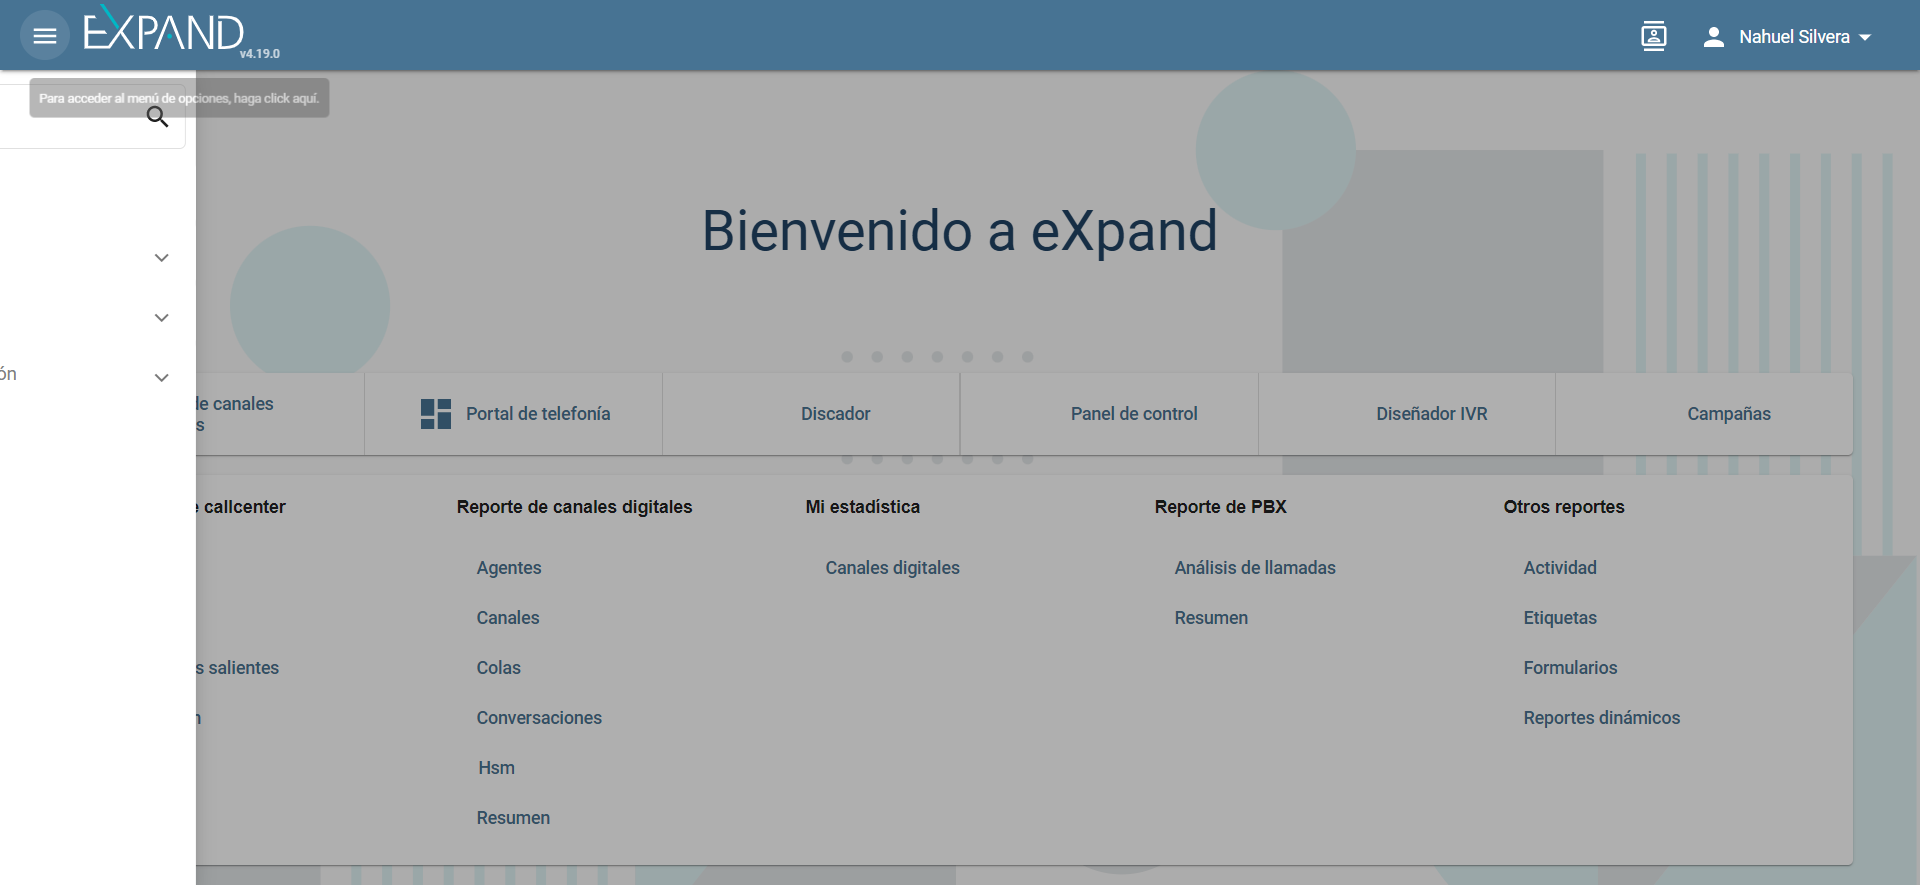 EXPAND
v4.19.0
Nahuel Silvera
Para acceder al menú de opciones, haga click aquí.
Bienvenido a eXpand
ón
de canales
s
Portal de telefonía
Discador
Panel de control
Diseñador IVR
Campañas
callcenter
Reporte de canales digitales
Mi estadística
Reporte de PBX
Otros reportes
Agentes
Canales digitales
Análisis de llamadas
Actividad
Canales
Resumen
Etiquetas
s salientes
Colas
Formularios
Conversaciones
Reportes dinámicos
Hsm
Resumen